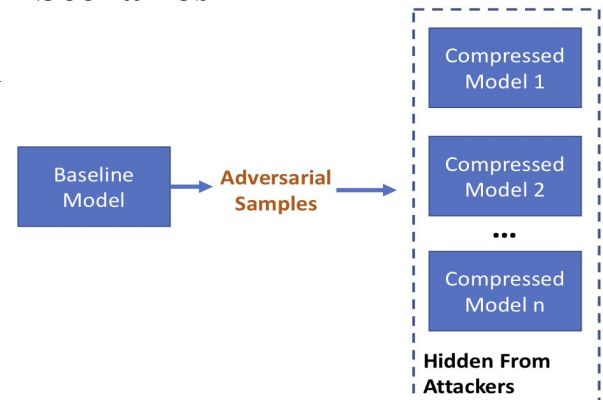 Baseline
Model
Adversarial
Samples
Compressed
Model 1
Compressed
Model 2
...
Compressed
Model n
Hidden From
Attackers